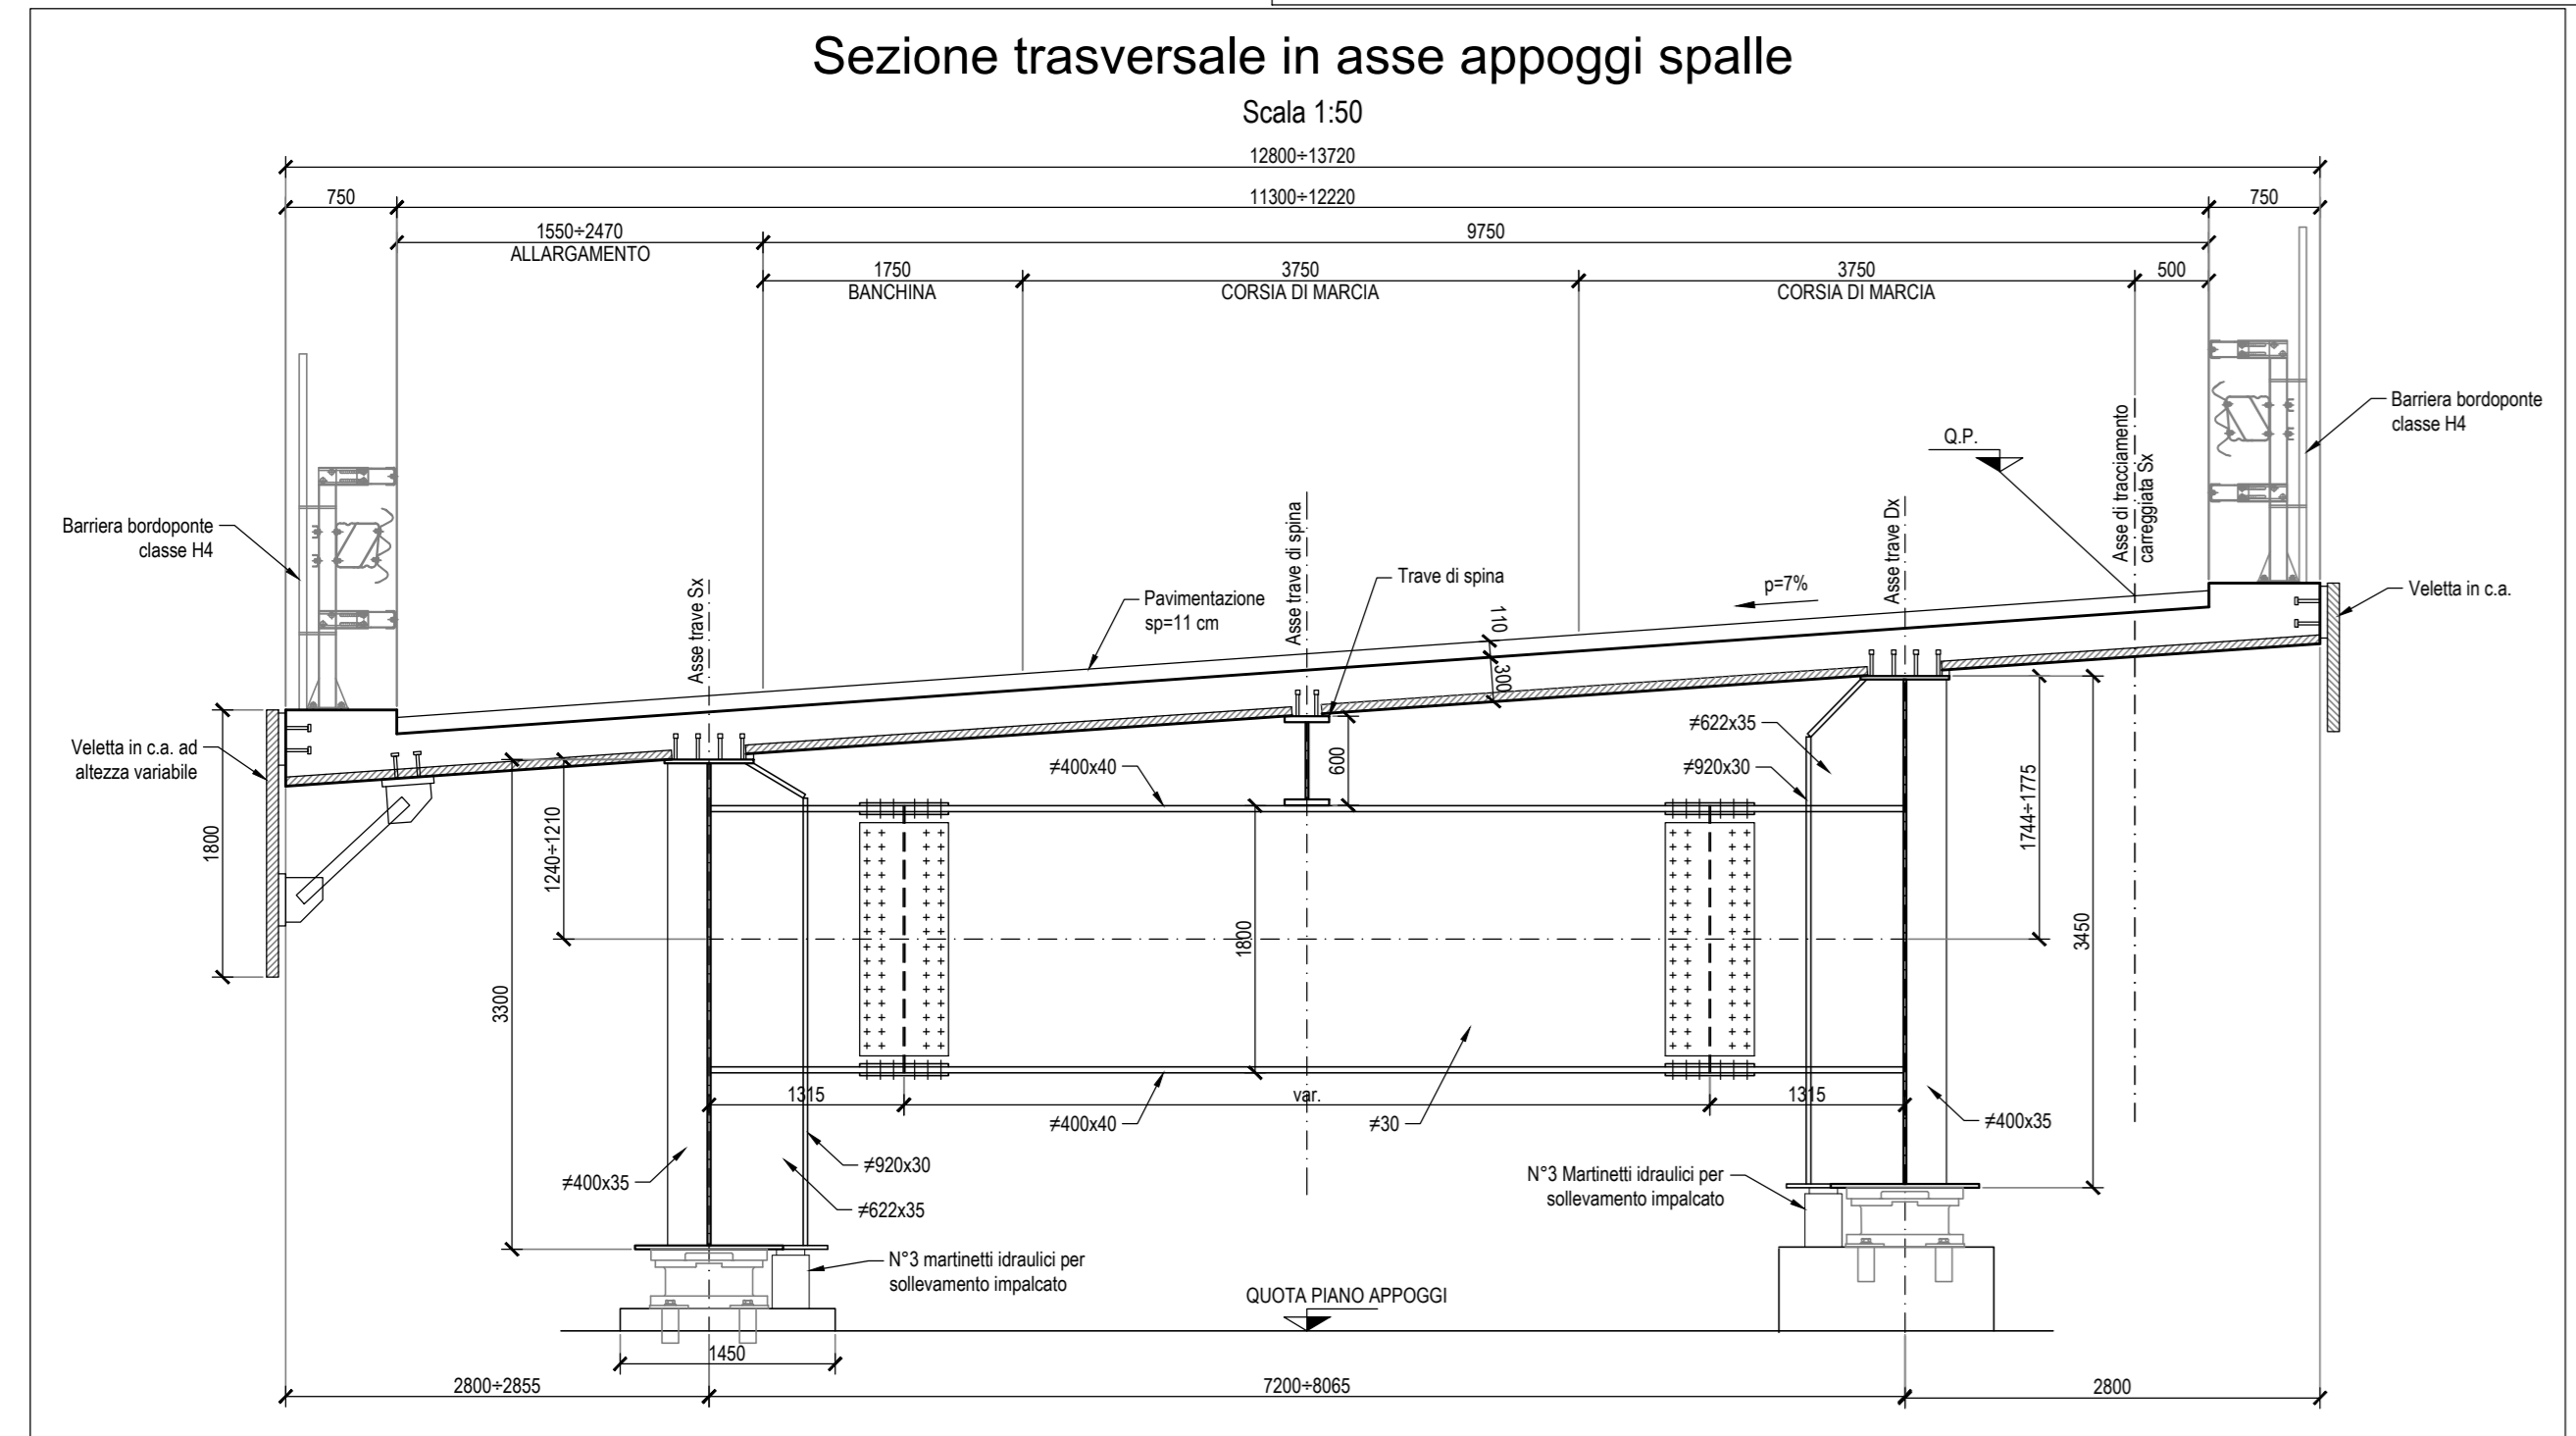 Sezione trasversale in asse appoggi spalle
Scala 1:50
12800÷13720
750
11300÷12220
750
1550÷2470
ALLARGAMENTO
9750
1750
BANCHINA
3750
CORSIA DI MARCIA
3750
CORSIA DI MARCIA
500
Barriera bordoponte
classe H4
Barriera bordoponte
classe H4
Q.P.
Asse di tracciamento
carreggiata Sx
Asse trave Dx
Asse trave di spina
Asse trave Sx
Trave di spina
Pavimentazione
sp=11 cm
p=7%
110
300
Veletta in c.a.
Veletta in c.a. ad
altezza variabile
1800
≠400x40
600
≠622x35
≠920x30
1240÷1210
1744÷1775
3300
1800
3450
1315
var.
1315
≠400x40
≠30
≠400x35
≠400x35
≠920x30
≠622x35
N°3 Martinetti idraulici per
sollevamento impalcato
N°3 martinetti idraulici per
sollevamento impalcato
QUOTA PIANO APPOGGI
1450
2800÷2855
7200÷8065
2800